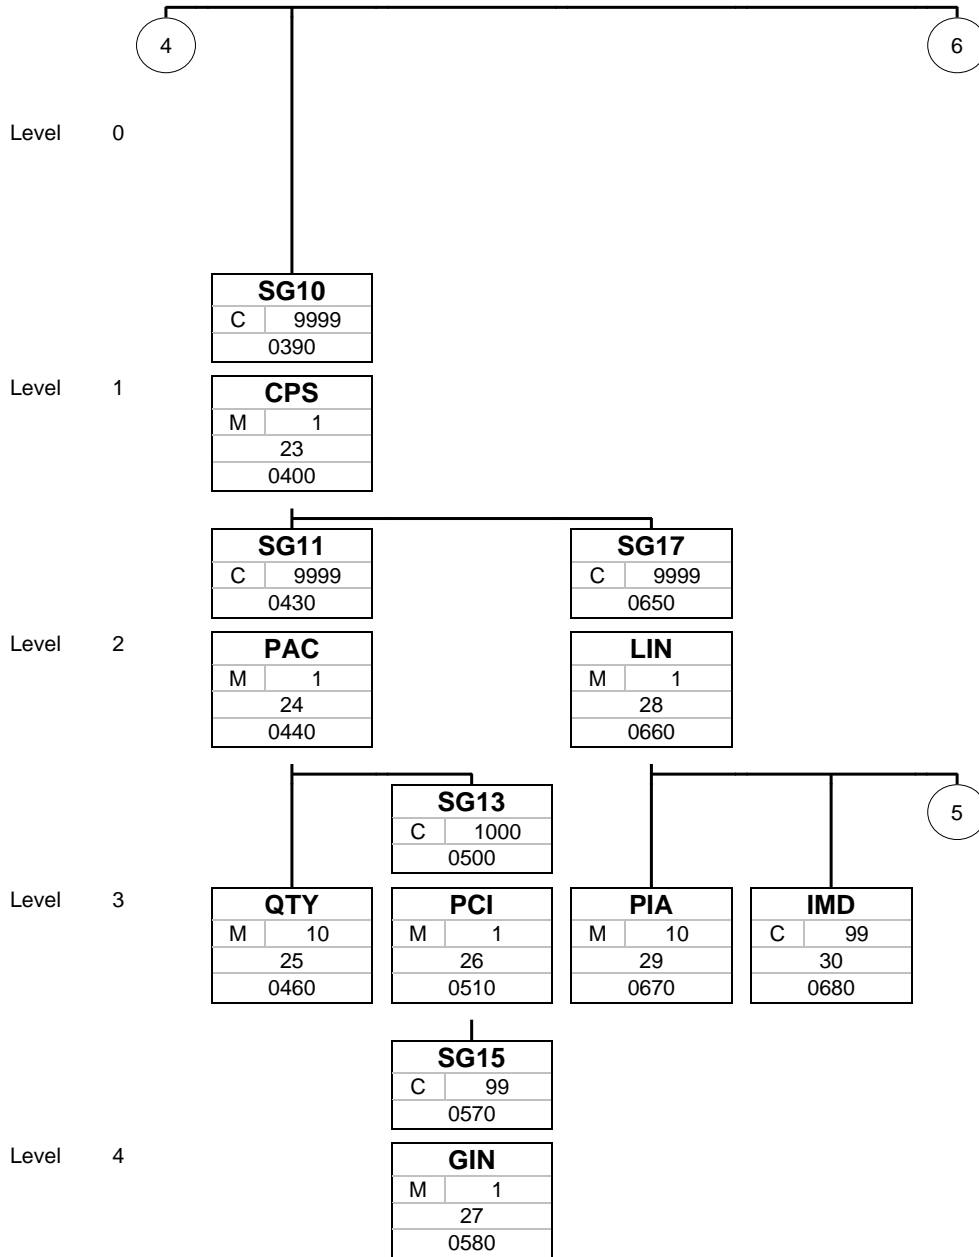 4 6
Level 0
SG10
C 9999
0390
Level 1
CPS
M 1
23
0400
SG11 SG17
C 9999 C 9999
0430 0650
Level 2
PAC LIN
M 1 M 1
24 28
0440 0660
SG13 5
C 1000
0500
Level 3
QTY PCI PIA IMD
M 10 M 1 M 10 C 99
25 26 29 30
0460 0510 0670 0680
SG15
C 99
0570
Level 4
GIN
M 1
27
0580